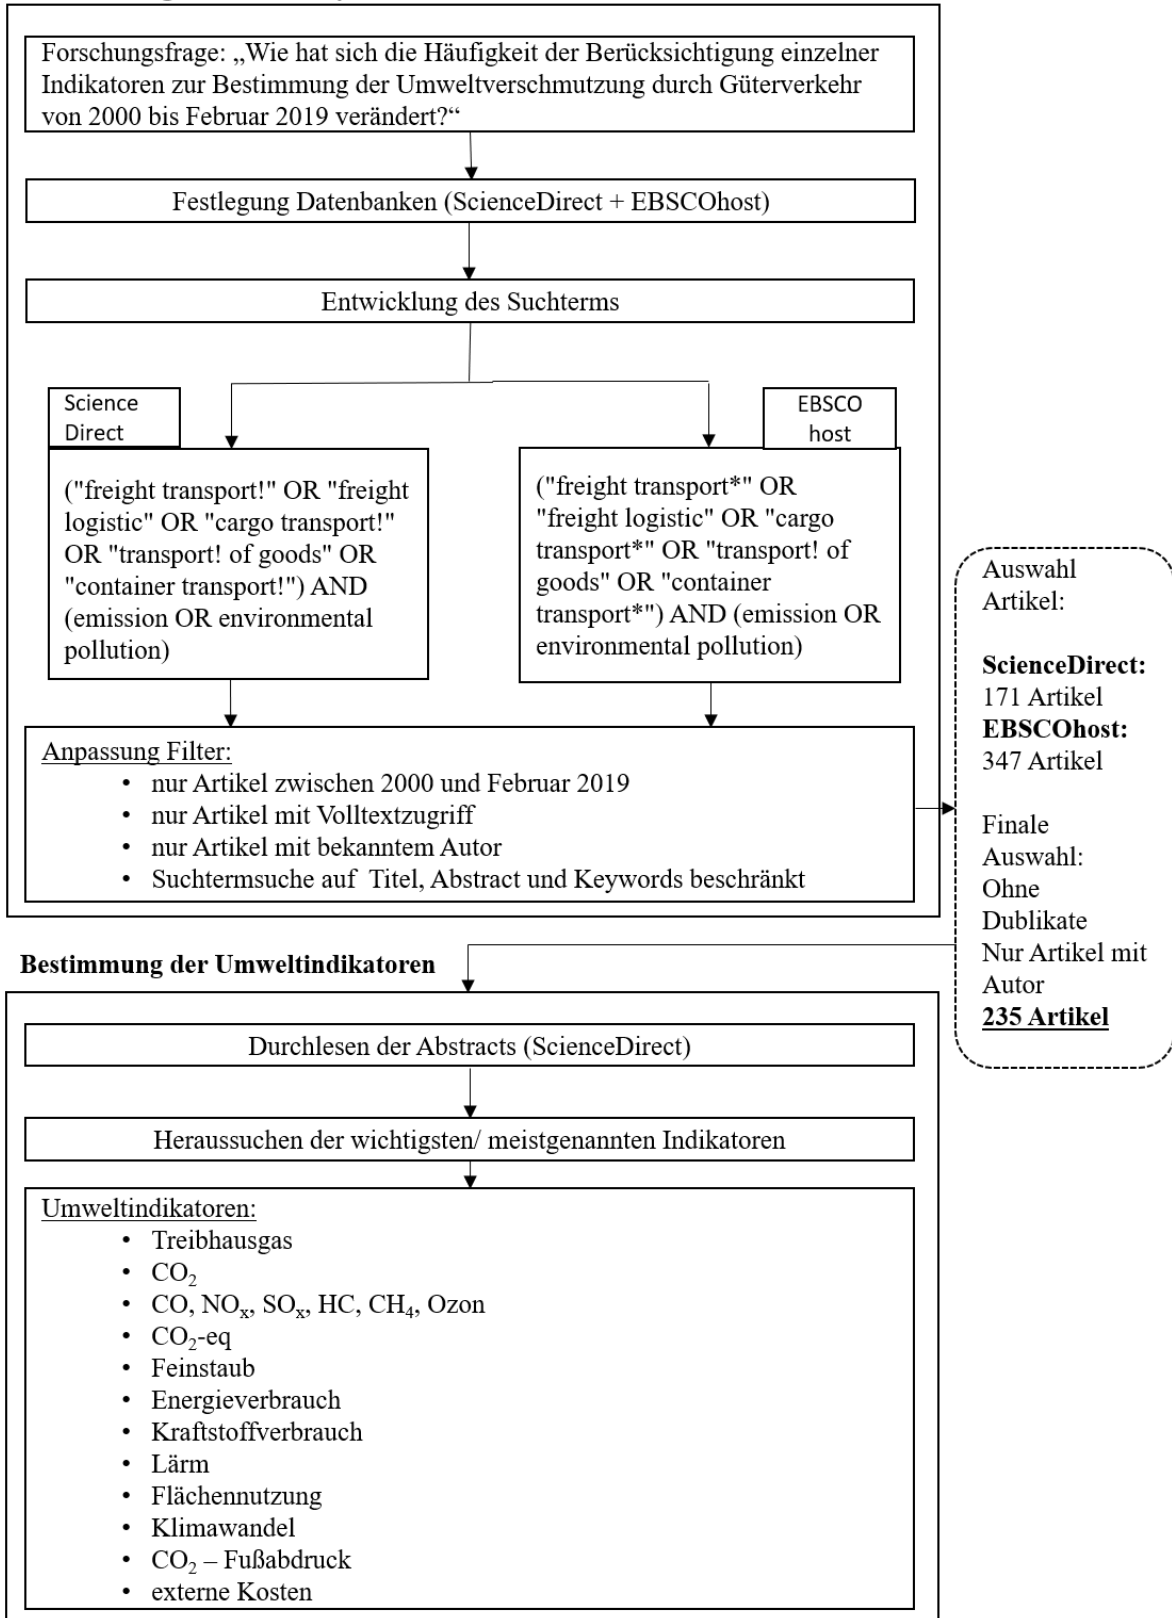 Forschungsfrage: „Wie hat sich die Häufigkeit der Berücksichtigung einzelner
Indikatoren zur Bestimmung der Umweltverschmutzung durch Güterverkehr
von 2000 bis Februar 2019 verändert?“
Festlegung Datenbanken (ScienceDirect + EBSCOhost)
Entwicklung des Suchterms
Science
Direct
("freight transport!" OR "freight
logistic" OR "cargo transport!"
OR "transport! of goods" OR
"container transport!") AND
(emission OR environmental
pollution)
EBSCO
host
("freight transport*" OR
"freight logistic" OR "cargo
transport*" OR "transport! of
goods" OR "container
transport*") AND (emission OR
environmental pollution)
Anpassung Filter:
• nur Artikel zwischen 2000 und Februar 2019
• nur Artikel mit Volltextzugriff
• nur Artikel mit bekanntem Autor
• Suchtermsuche auf Titel, Abstract und Keywords beschränkt
Auswahl
Artikel:
ScienceDirect:
171 Artikel
EBSCOhost:
347 Artikel
Finale
Auswahl:
Ohne
Dublikate
Nur Artikel mit
Autor
235 Artikel
Bestimmung der Umweltindikatoren
Durchlesen der Abstracts (ScienceDirect)
Heraussuchen der wichtigsten/ meistgenannten Indikatoren
Umweltindikatoren:
• Treibhausgas
• CO₂
• CO, NOₓ, SOₓ, HC, CH₄, Ozon
• CO₂-eq
• Feinstaub
• Energieverbrauch
• Kraftstoffverbrauch
• Lärm
• Flächennutzung
• Klimawandel
• CO₂ – Fußabdruck
• externe Kosten